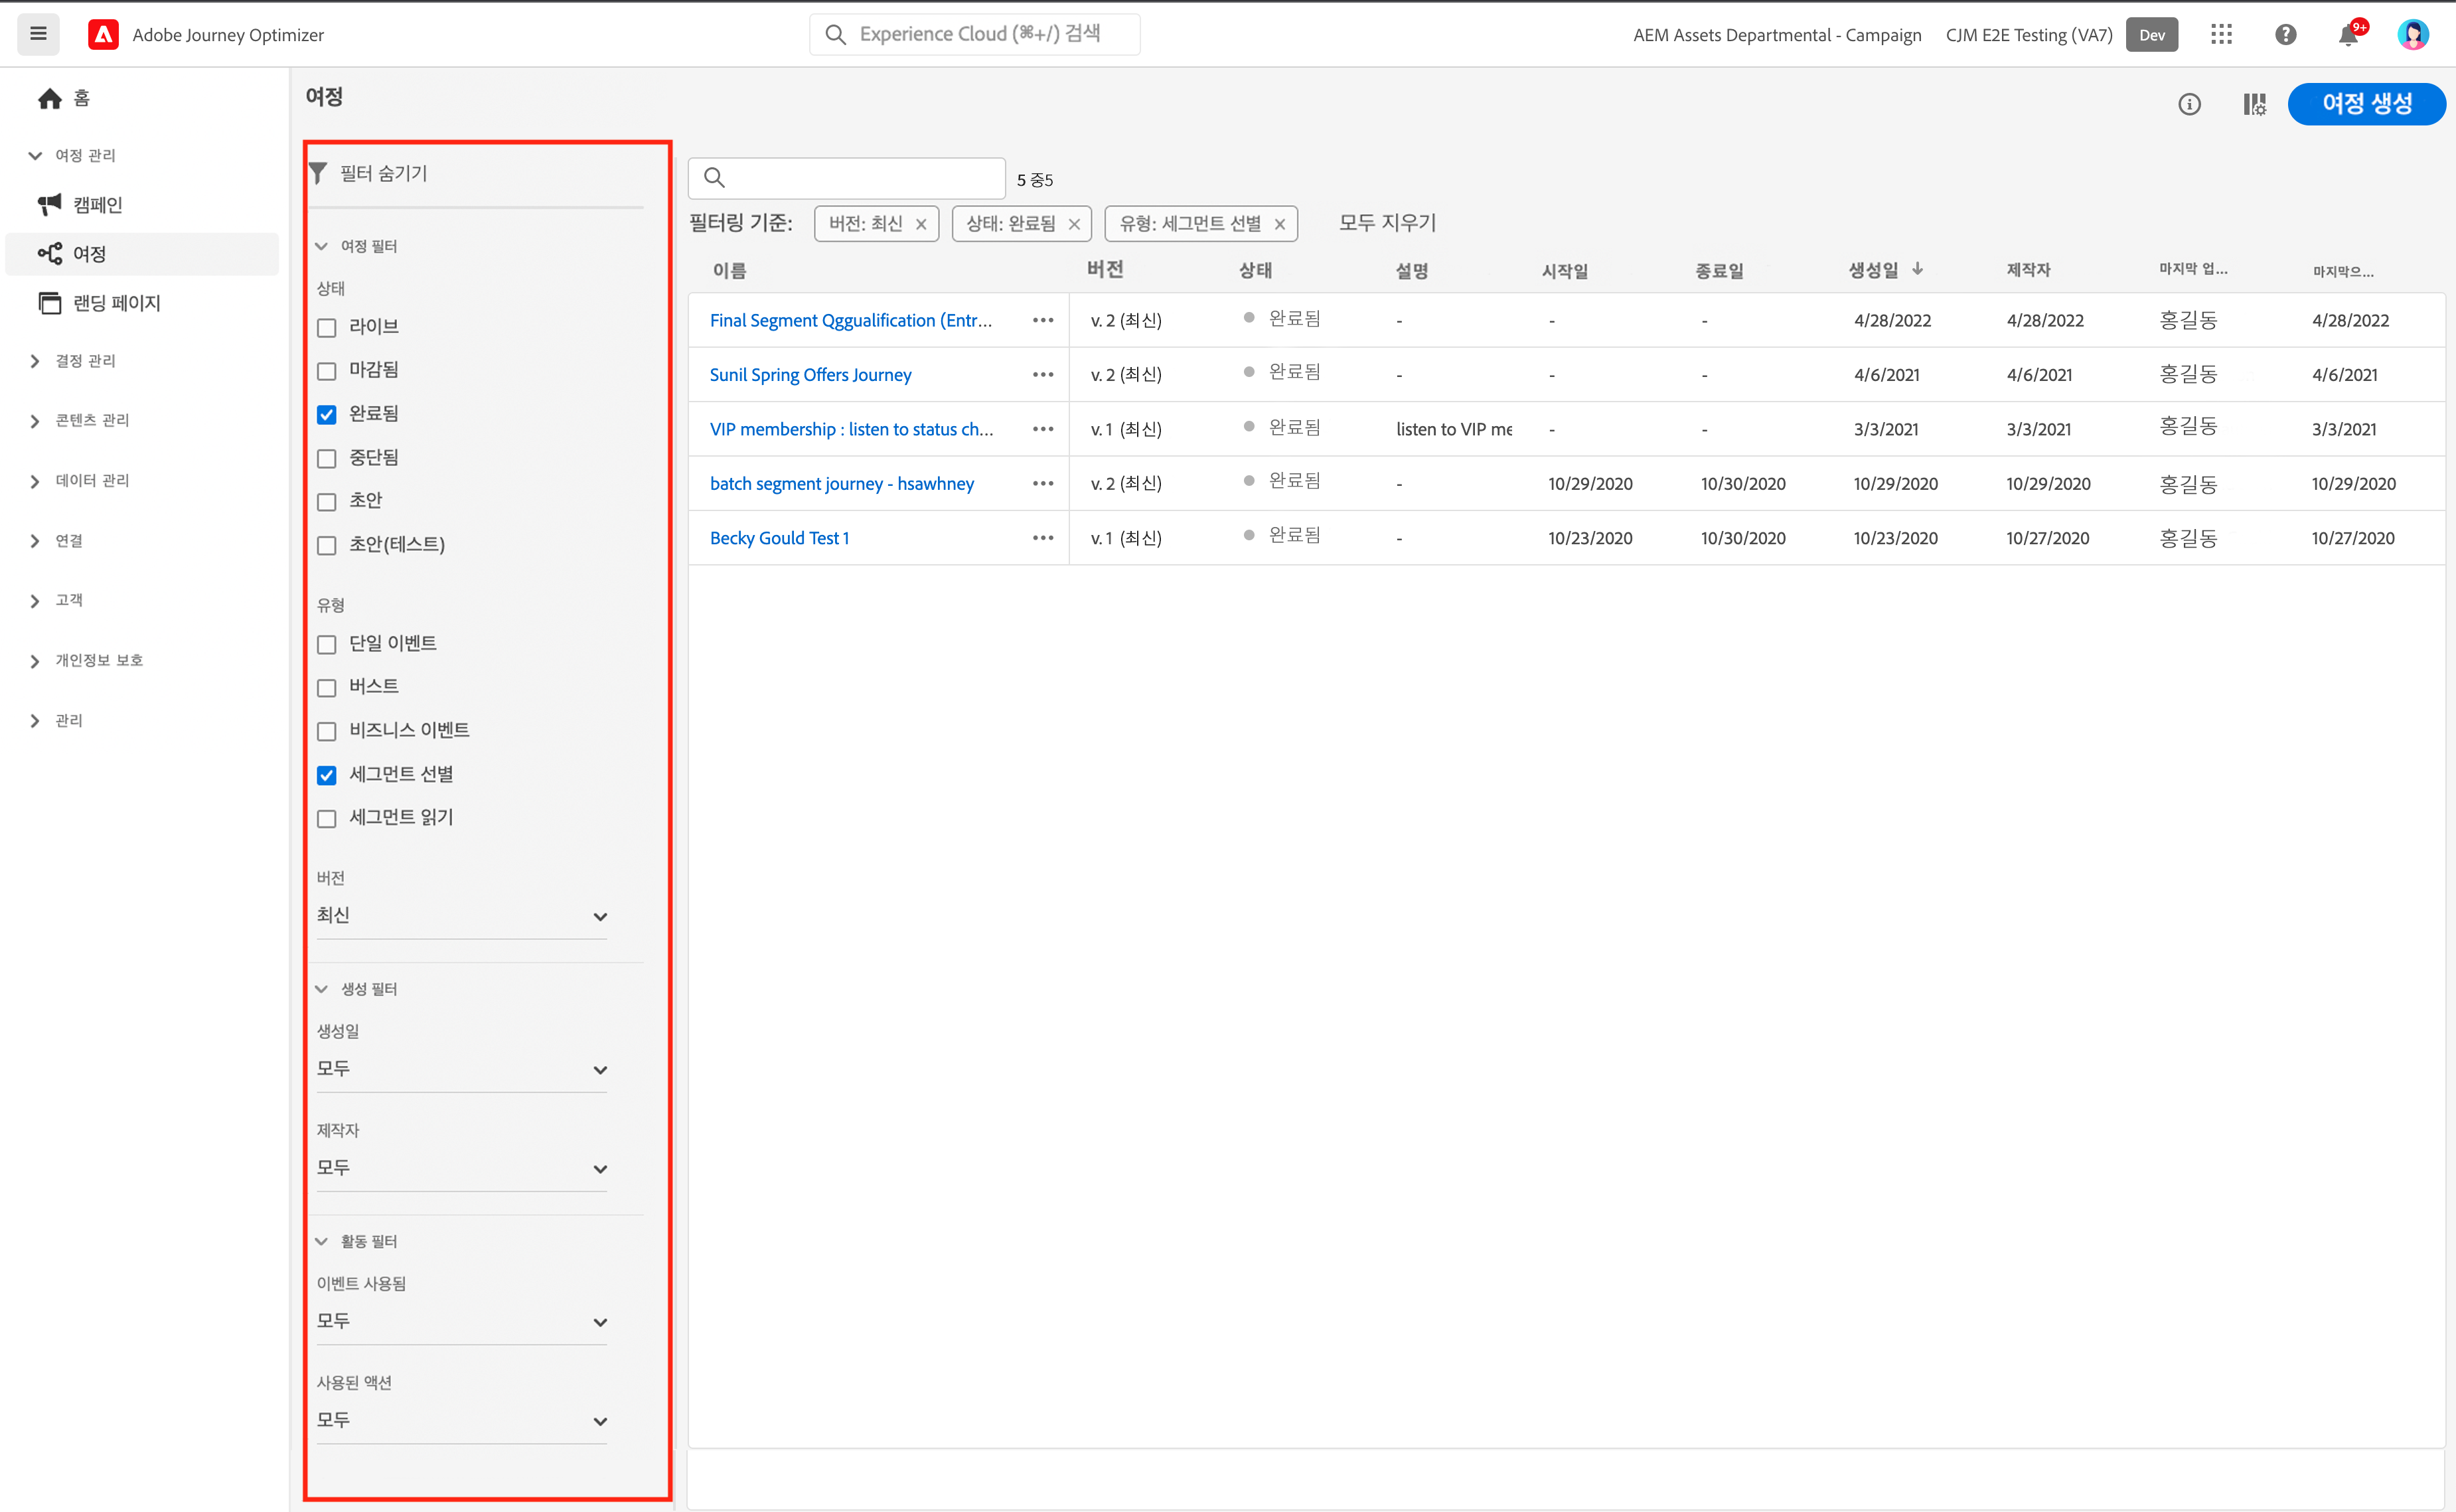 Adobe Journey Optimizer
Experience Cloud (⌘+/) 검색
AEM Assets Departmental - Campaign
CJM E2E Testing (VA7)
Dev
9+
홈
여정 관리
캠페인
여정
랜딩 페이지
결정 관리
콘텐츠 관리
데이터 관리
연결
고객
개인정보 보호
관리
여정
여정 생성
필터 숨기기
여정 필터
상태
라이브
마감됨
완료됨
중단됨
초안
초안(테스트)
유형
단일 이벤트
버스트
비즈니스 이벤트
세그먼트 선별
세그먼트 읽기
버전
최신
생성 필터
생성일
모두
제작자
모두
활동 필터
이벤트 사용됨
모두
사용된 액션
모두
5 중5
필터링 기준: 버전: 최신 상태: 완료됨 유형: 세그먼트 선별 모두 지우기
이름 버전 상태 설명 시작일 종료일 생성일 제작자 마지막 업... 마지막으...
Final Segment Qggualification (Entr... v. 2 (최신) 완료됨 - - - 4/28/2022 4/28/2022 홍길동 4/28/2022
Sunil Spring Offers Journey v. 2 (최신) 완료됨 - - - 4/6/2021 4/6/2021 홍길동 4/6/2021
VIP membership : listen to status ch... v. 1 (최신) 완료됨 listen to VIP me - - 3/3/2021 3/3/2021 홍길동 3/3/2021
batch segment journey - hsawhney v. 2 (최신) 완료됨 - 10/29/2020 10/30/2020 10/29/2020 10/29/2020 홍길동 10/29/2020
Becky Gould Test 1 v. 1 (최신) 완료됨 - 10/23/2020 10/30/2020 10/23/2020 10/27/2020 홍길동 10/27/2020